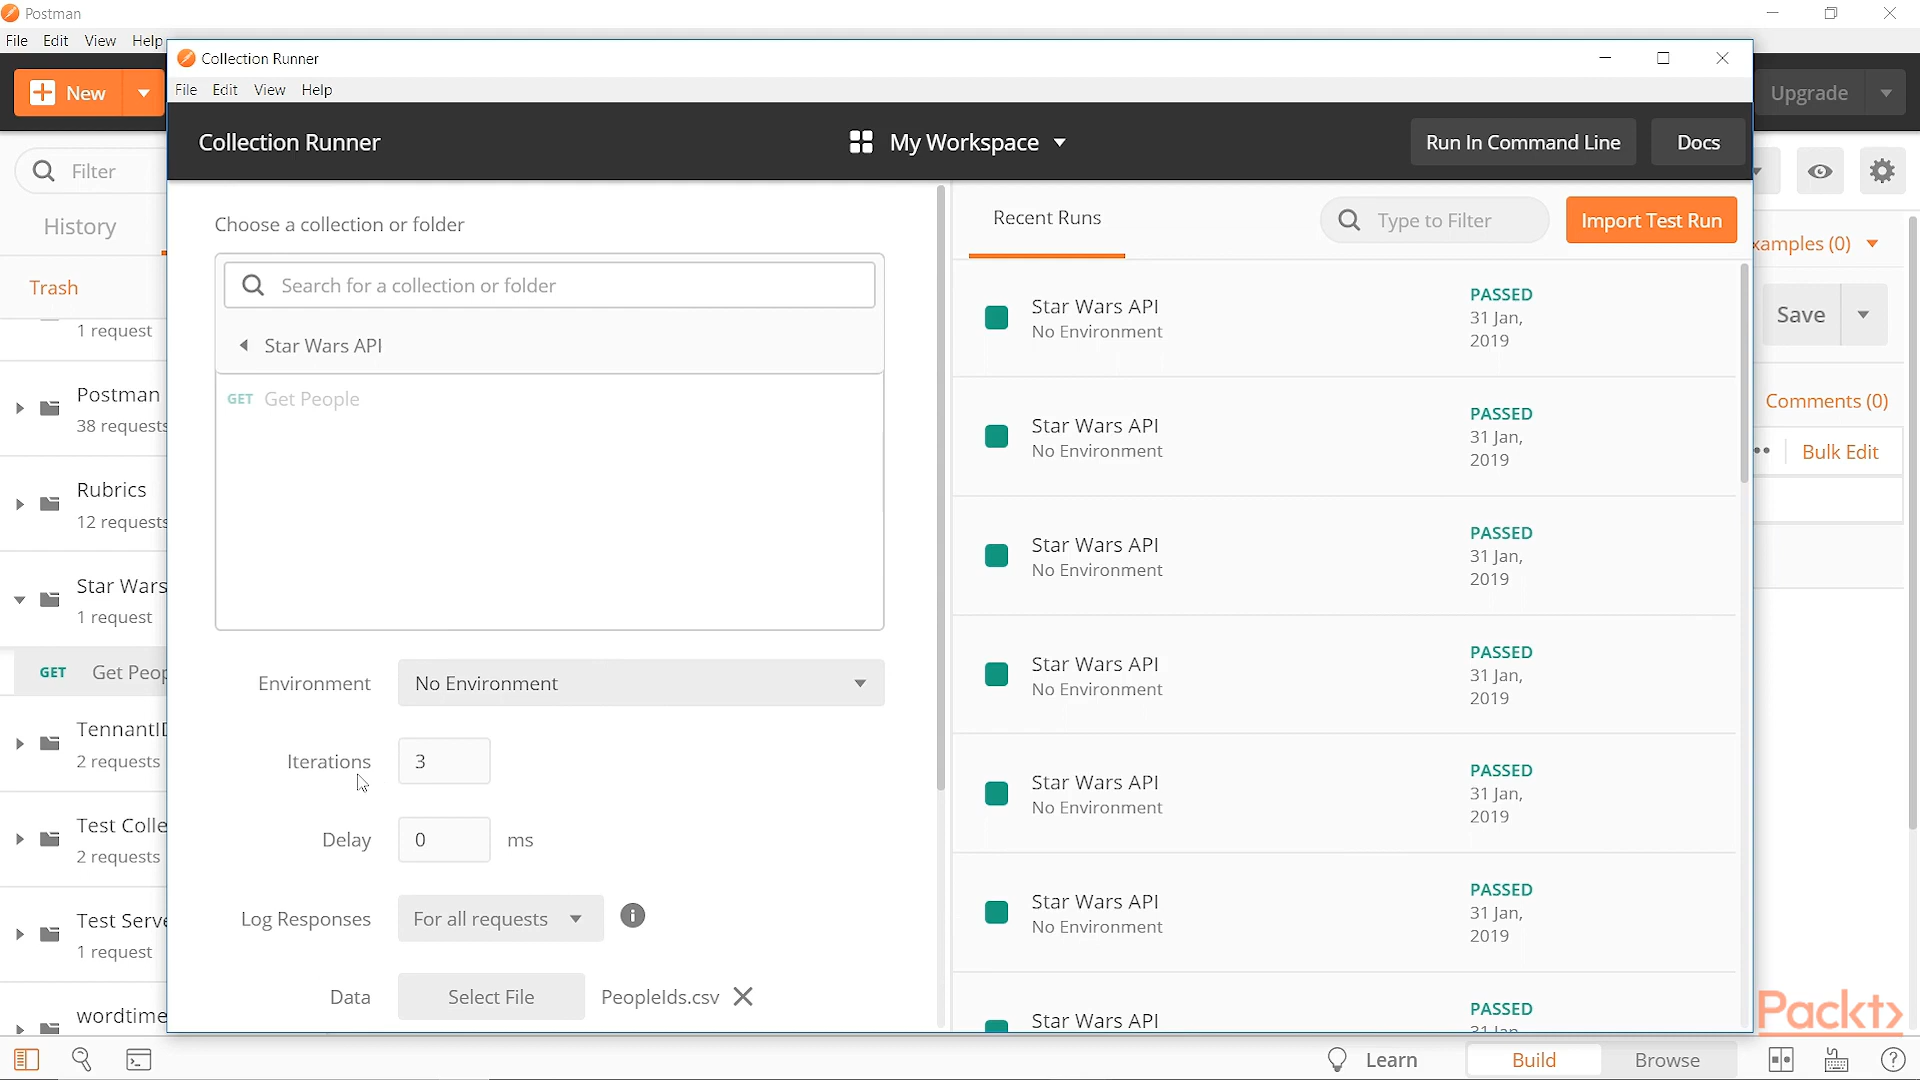 Postman
File Edit View Help
Collection Runner
File Edit View Help
New
Upgrade
Collection Runner
My Workspace
Run In Command Line
Docs
Filter
History
Trash
1 request
Postman
38 requests
Rubrics
12 requests
Star Wars
1 request
GET Get Peop
TennantID
2 requests
Test Colle
2 requests
Test Serve
1 request
wordtime
Choose a collection or folder
Search for a collection or folder
Star Wars API
GET Get People
Environment No Environment
Iterations 3
Delay 0 ms
Log Responses For all requests
Data Select File PeopleIds.csv
Recent Runs
Type to Filter
Import Test Run
Star Wars API PASSED
No Environment 31 Jan,
2019
Star Wars API PASSED
No Environment 31 Jan,
2019
Star Wars API PASSED
No Environment 31 Jan,
2019
Star Wars API PASSED
No Environment 31 Jan,
2019
Star Wars API PASSED
No Environment 31 Jan,
2019
Star Wars API PASSED
No Environment 31 Jan,
2019
Star Wars API PASSED
31 Jan,
xamples (0)
Save
Comments (0)
Bulk Edit
Packt>
Learn
Build
Browse